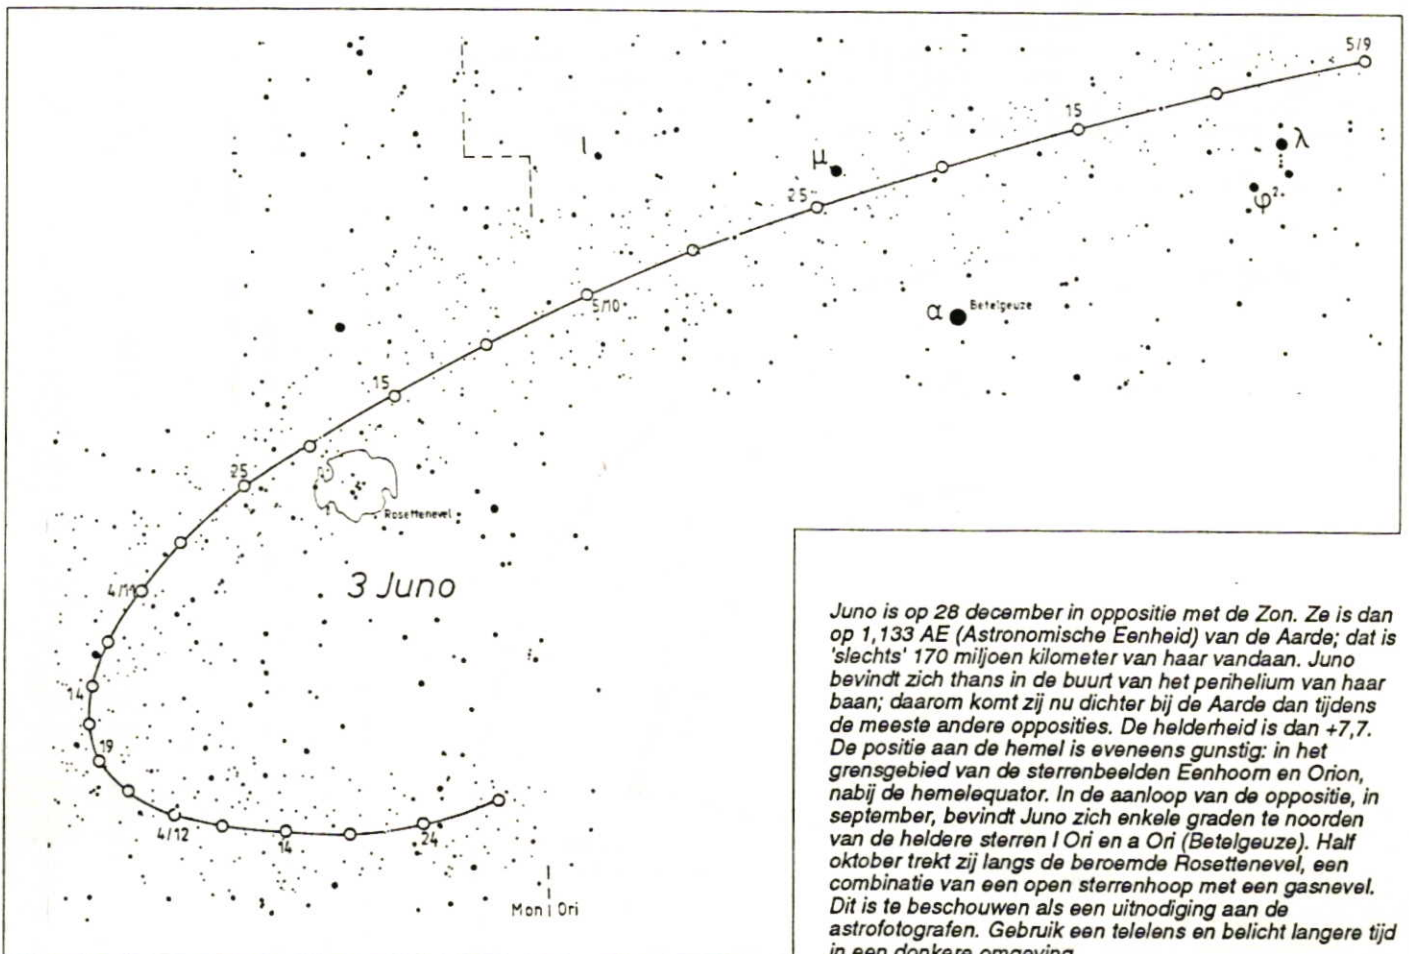 5/9
15
λ
μ
ι
φ²
25
5/10
α Betelgeuze
15
25
Rosettenevel
3 Juno
4/11
14
19
4/12
14
24
Mon Ori
Juno is op 28 december in oppositie met de Zon. Ze is dan
op 1,133 AE (Astronomische Eenheid) van de Aarde; dat is
'slechts' 170 miljoen kilometer van haar vandaan. Juno
bevindt zich thans in de buurt van het perihelium van haar
baan; daarom komt zij nu dichter bij de Aarde dan tijdens
de meeste andere opposities. De helderheid is dan +7,7.
De positie aan de hemel is eveneens gunstig: in het
grensgebied van de sterrenbeelden Eenhoorn en Orion,
nabij de hemelequator. In de aanloop van de oppositie, in
september, bevindt Juno zich enkele graden te noorden
van de heldere sterren l Ori en a Ori (Betelgeuze). Half
oktober trekt zij langs de beroemde Rosettenevel, een
combinatie van een open sterrenhoop met een gasnevel.
Dit is te beschouwen als een uitnodiging aan de
astrofotografen. Gebruik een telelens en belicht langere tijd
in een donkere omgeving